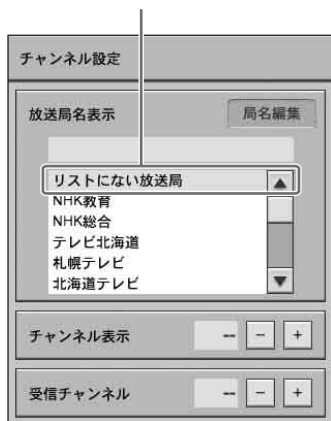 チャンネル設定
放送局名表示
局名編集
リストにない放送局
NHK教育
NHK総合
テレビ北海道
札幌テレビ
北海道テレビ
チャンネル表示 -- - +
受信チャンネル -- - +